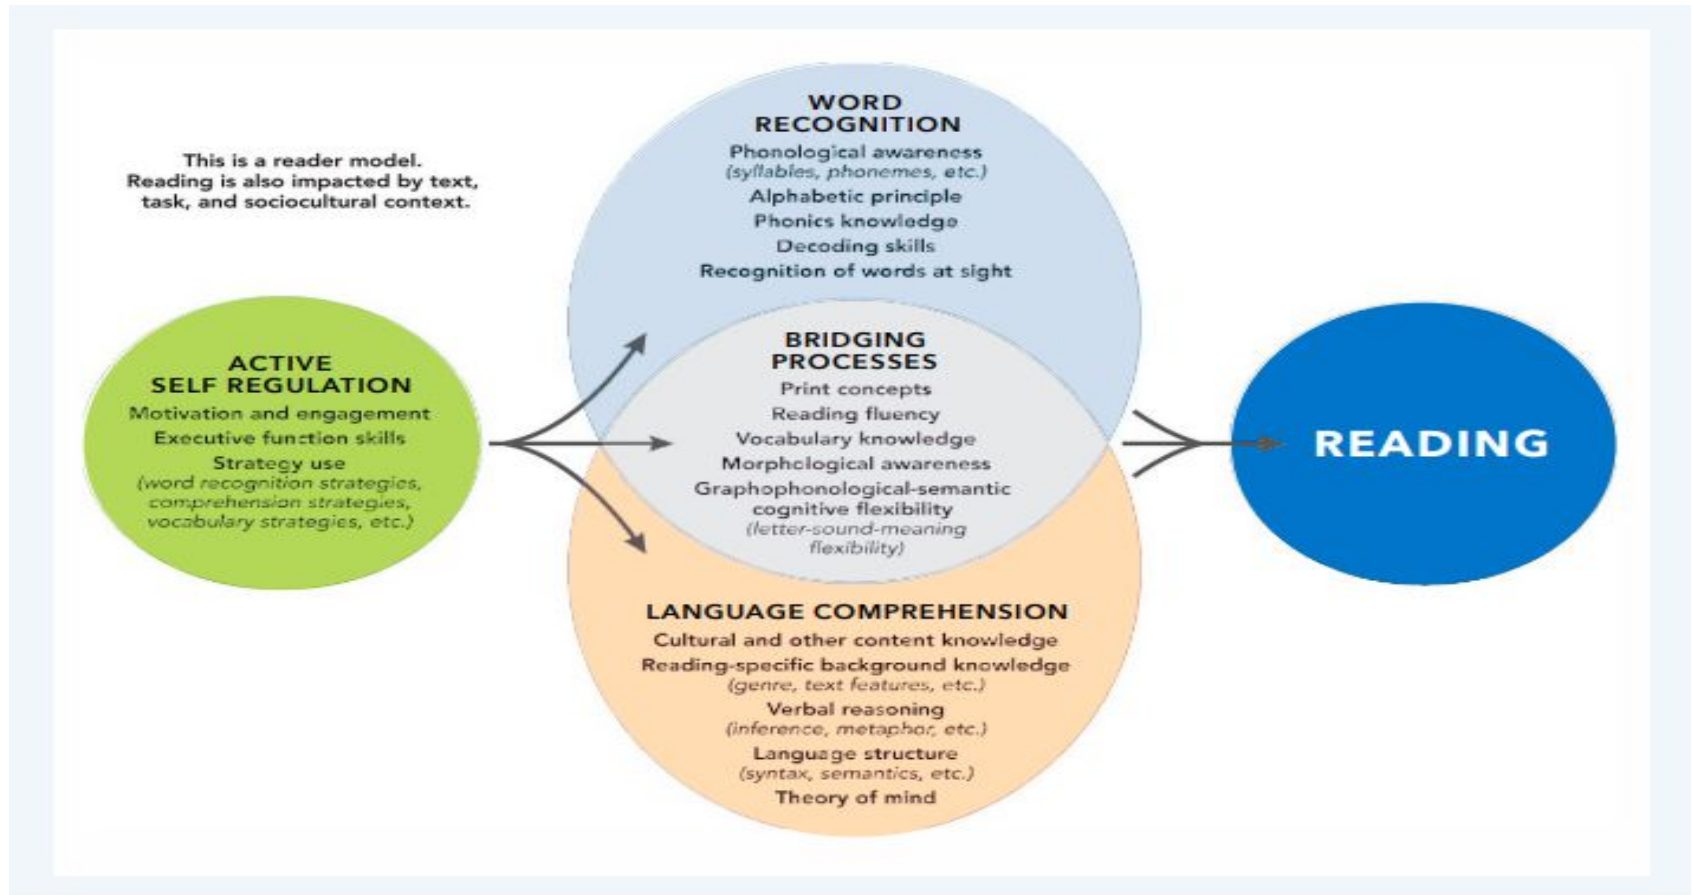 This is a reader model.
Reading is also impacted by text,
task, and sociocultural context.
ACTIVE
SELF REGULATION
Motivation and engagement
Executive function skills
Strategy use
(word recognition strategies,
comprehension strategies,
vocabulary strategies, etc.)
WORD
RECOGNITION
Phonological awareness
(syllables, phonemes, etc.)
Alphabetic principle
Phonics knowledge
Decoding skills
Recognition of words at sight
BRIDGING
PROCESSES
Print concepts
Reading fluency
Vocabulary knowledge
Morphological awareness
Graphophonological-semantic
cognitive flexibility
(letter-sound-meaning
flexibility)
LANGUAGE COMPREHENSION
Cultural and other content knowledge
Reading-specific background knowledge
(genre, text features, etc.)
Verbal reasoning
(inference, metaphor, etc.)
Language structure
(syntax, semantics, etc.)
Theory of mind
READING